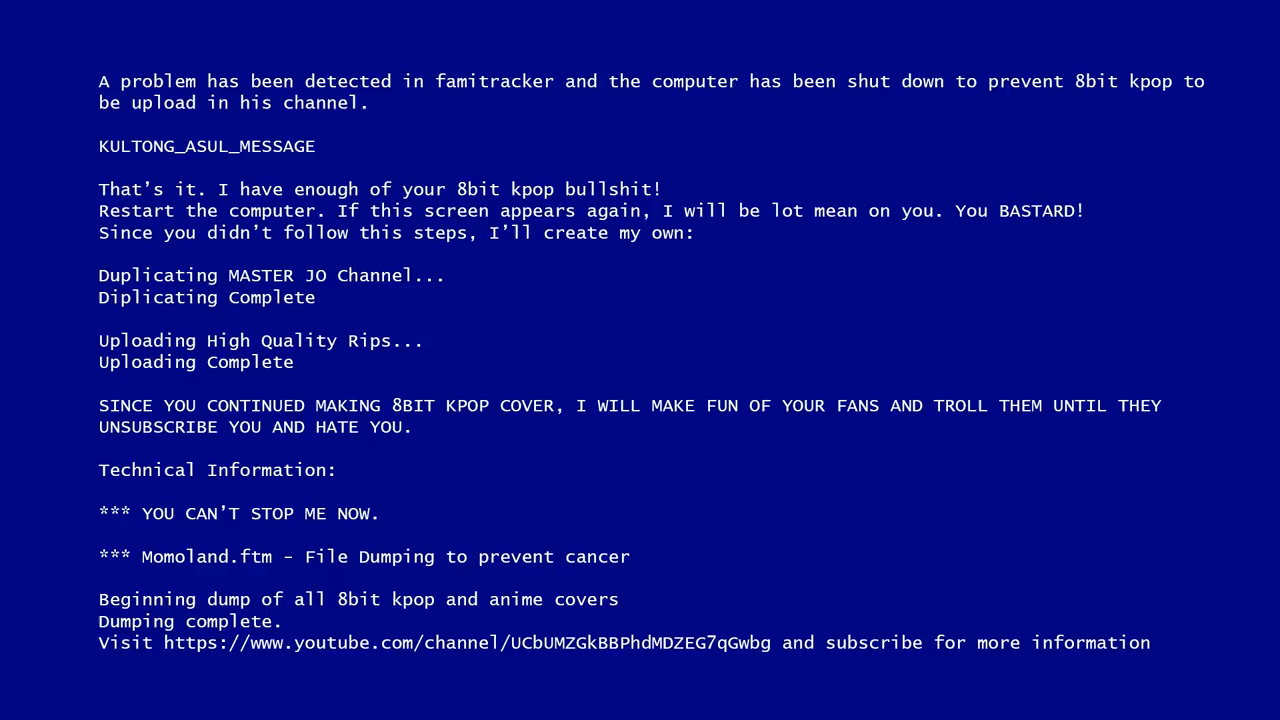 A problem has been detected in famitracker and the computer has been shut down to prevent 8bit kpop to
be upload in his channel.
KULTONG_ASUL_MESSAGE
That’s it. I have enough of your 8bit kpop bullshit!
Restart the computer. If this screen appears again, I will be lot mean on you. You BASTARD!
Since you didn’t follow this steps, I’ll create my own:
Duplicating MASTER JO Channel...
Diplicating Complete
Uploading High Quality Rips...
Uploading Complete
SINCE YOU CONTINUED MAKING 8BIT KPOP COVER, I WILL MAKE FUN OF YOUR FANS AND TROLL THEM UNTIL THEY
UNSUBSCRIBE YOU AND HATE YOU.
Technical Information:
*** YOU CAN’T STOP ME NOW.
*** Momoland.ftm – File Dumping to prevent cancer
Beginning dump of all 8bit kpop and anime covers
Dumping complete.
Visit https://www.youtube.com/channel/UCbUMZGkBBPhdMDZEG7qGwbg and subscribe for more information